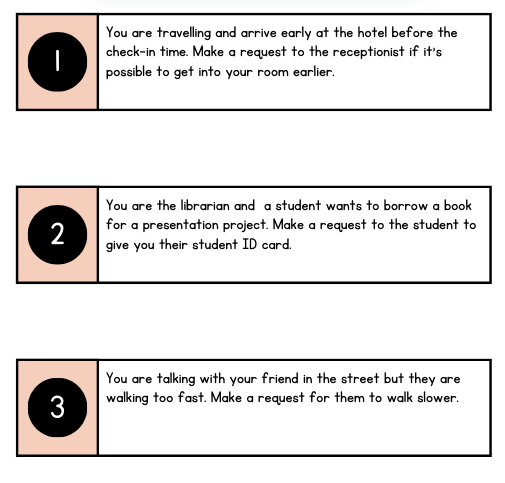 1
You are travelling and arrive early at the hotel before the
check-in time. Make a request to the receptionist if it's
possible to get into your room earlier.
2
You are the librarian and  a student wants to borrow a book
for a presentation project. Make a request to the student to
give you their student ID card.
3
You are talking with your friend in the street but they are
walking too fast. Make a request for them to walk slower.